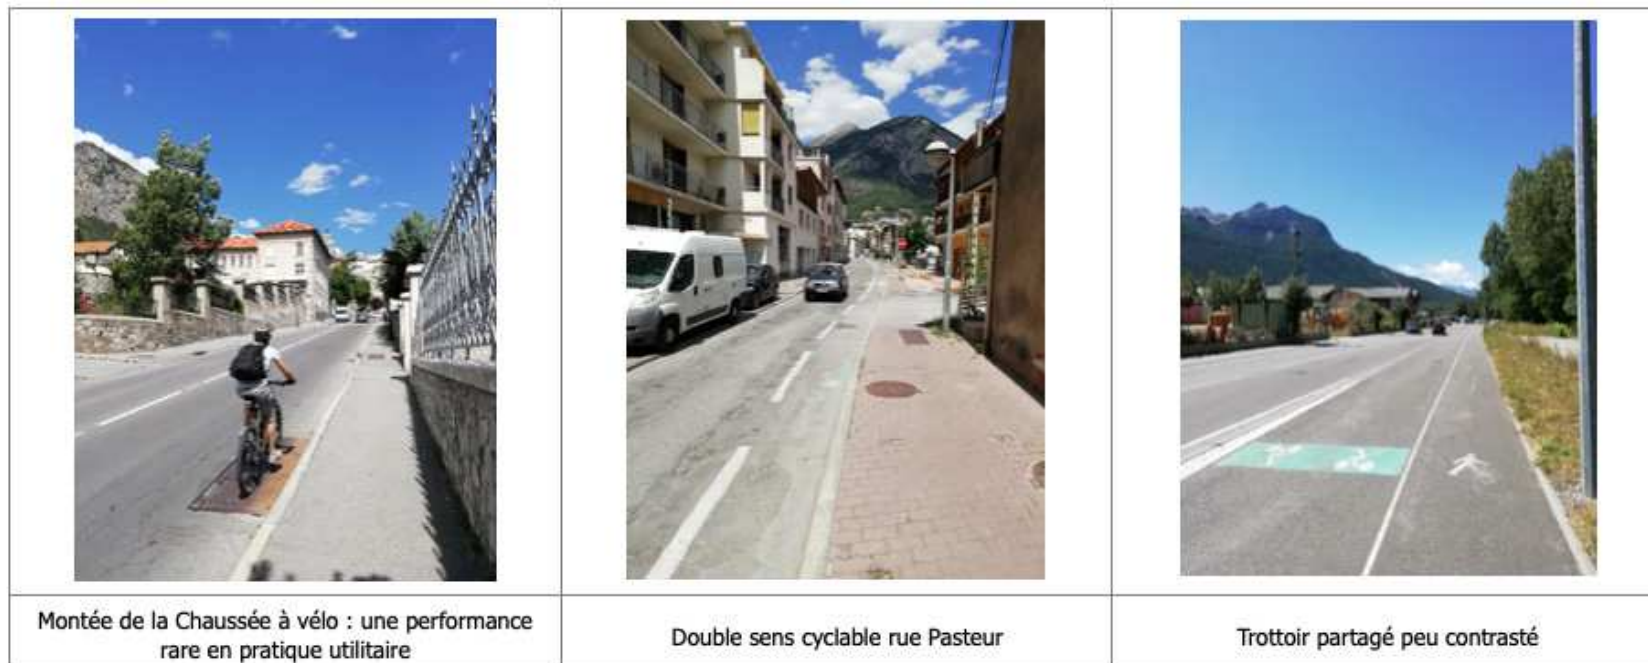 Montée de la Chaussée à vélo : une performance
rare en pratique utilitaire
Double sens cyclable rue Pasteur
Trottoir partagé peu contrasté